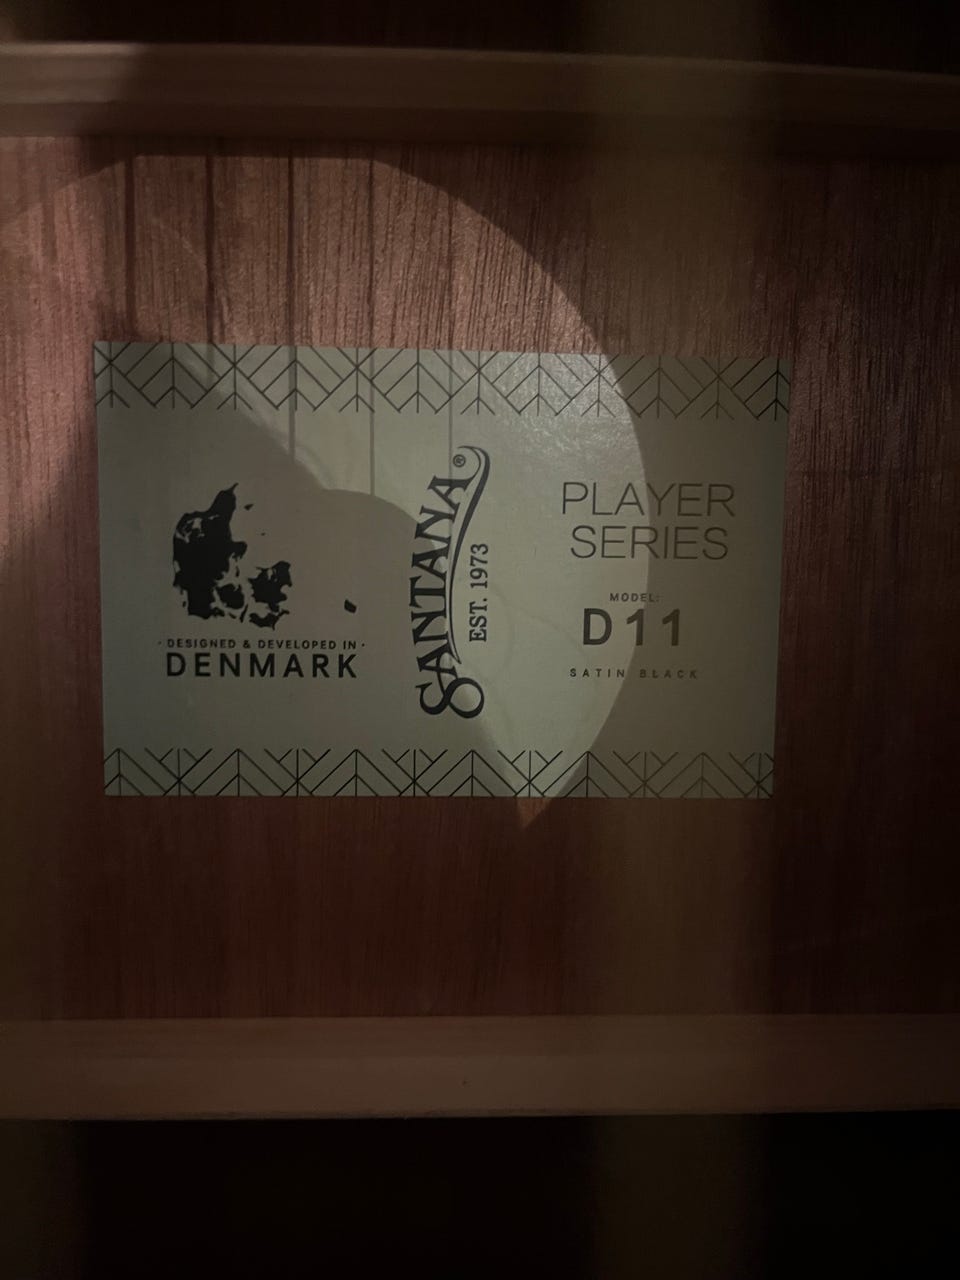 · DESIGNED & DEVELOPED IN ·
DENMARK
SANTANA®
EST. 1973
PLAYER
SERIES
MODEL:
D11
SATIN BLACK